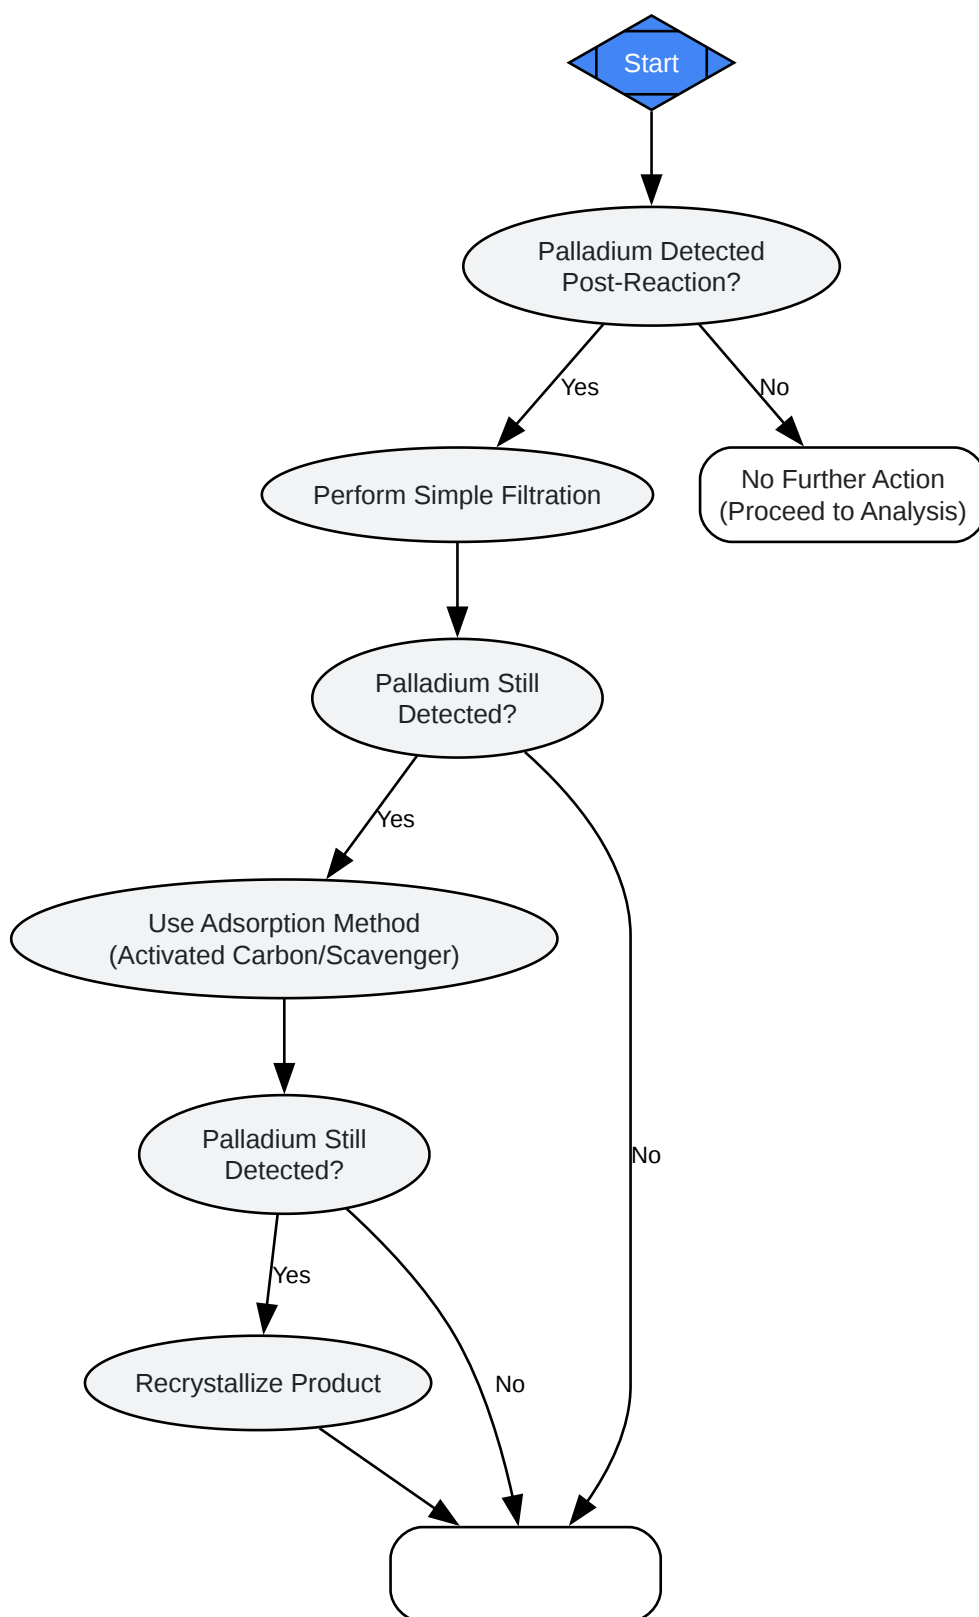 Start
Palladium Detected
Post-Reaction?
Yes
No
Perform Simple Filtration
No Further Action
(Proceed to Analysis)
Palladium Still
Detected?
Yes
Use Adsorption Method
(Activated Carbon/Scavenger)
Palladium Still
Detected?
No
Yes
Recrystallize Product
No